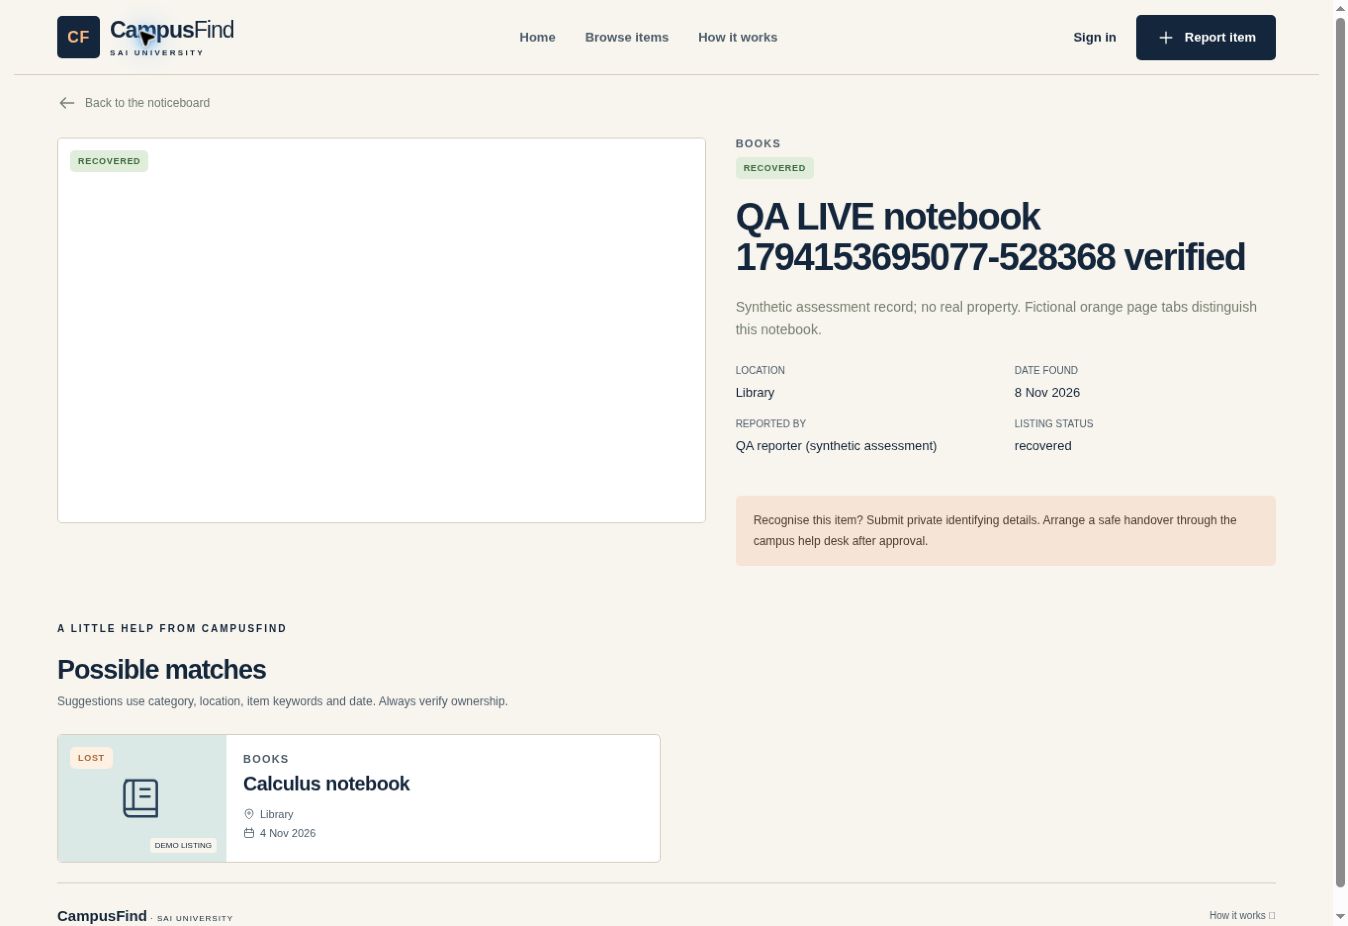 CF
CampusFind
SAI UNIVERSITY
Home
Browse items
How it works
Sign in
Report item
Back to the noticeboard
RECOVERED
BOOKS
RECOVERED
QA LIVE notebook
1794153695077-528368 verified
Synthetic assessment record; no real property. Fictional orange page tabs distinguish
this notebook.
LOCATION
DATE FOUND
Library
8 Nov 2026
REPORTED BY
LISTING STATUS
QA reporter (synthetic assessment)
recovered
Recognise this item? Submit private identifying details. Arrange a safe handover through the
campus help desk after approval.
A LITTLE HELP FROM CAMPUSFIND
Possible matches
Suggestions use category, location, item keywords and date. Always verify ownership.
LOST
BOOKS
Calculus notebook
Library
4 Nov 2026
DEMO LISTING
CampusFind · SAI UNIVERSITY
How it works